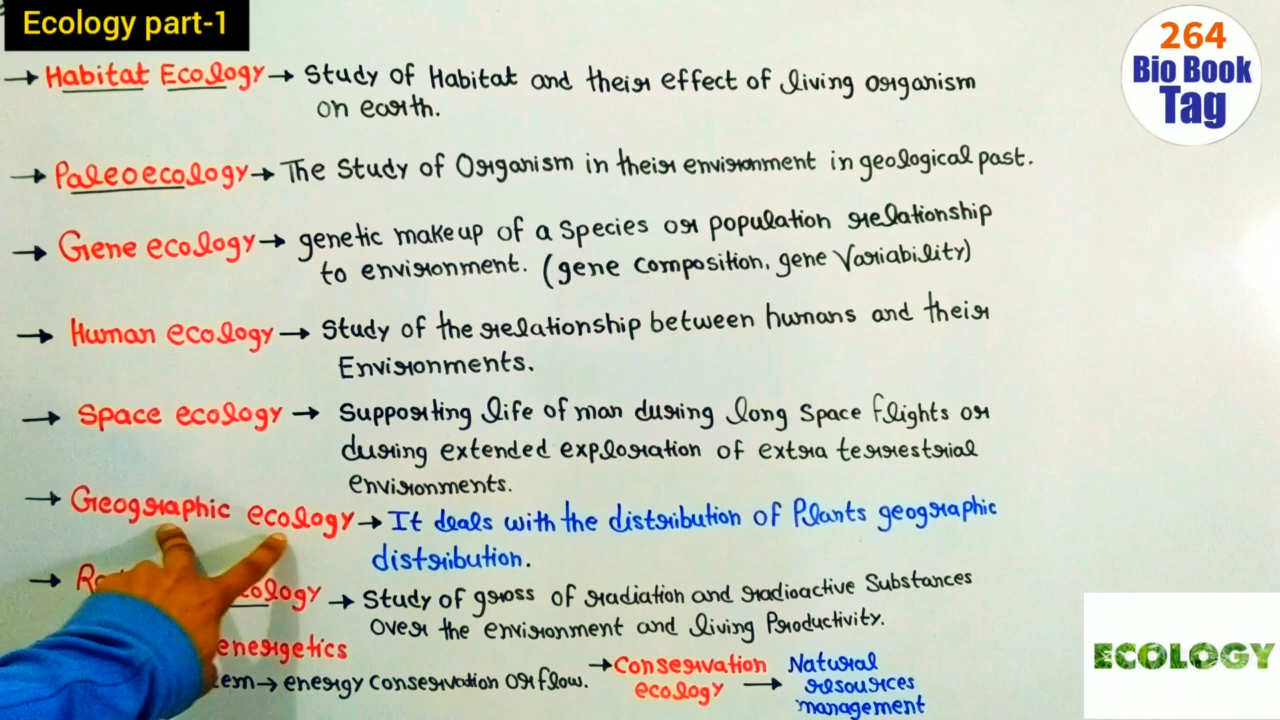 Ecology part-1
264
Bio Book
Tag
→ Habitat Ecology → Study of Habitat and their effect of living organism
on earth.
→ Paleoecology → The Study of Organism in their environment in geological past.
→ Gene ecology → genetic makeup of a Species or population relationship
to environment. (gene composition, gene Variability)
→ Human ecology → Study of the relationship between humans and their
Environments.
→ Space ecology → Supporting life of man during long Space flights or
during extended exploration of extra terrestrial
environments.
→ Geographic ecology → It deals with the distribution of Plants geographic
distribution.
→ ology → Study of gross of radiation and radioactive Substances
over the environment and living Productivity.
energetics
→ energy conservation or flow.
→ Conservation
ecology → Natural
resources
management
ECOLOGY